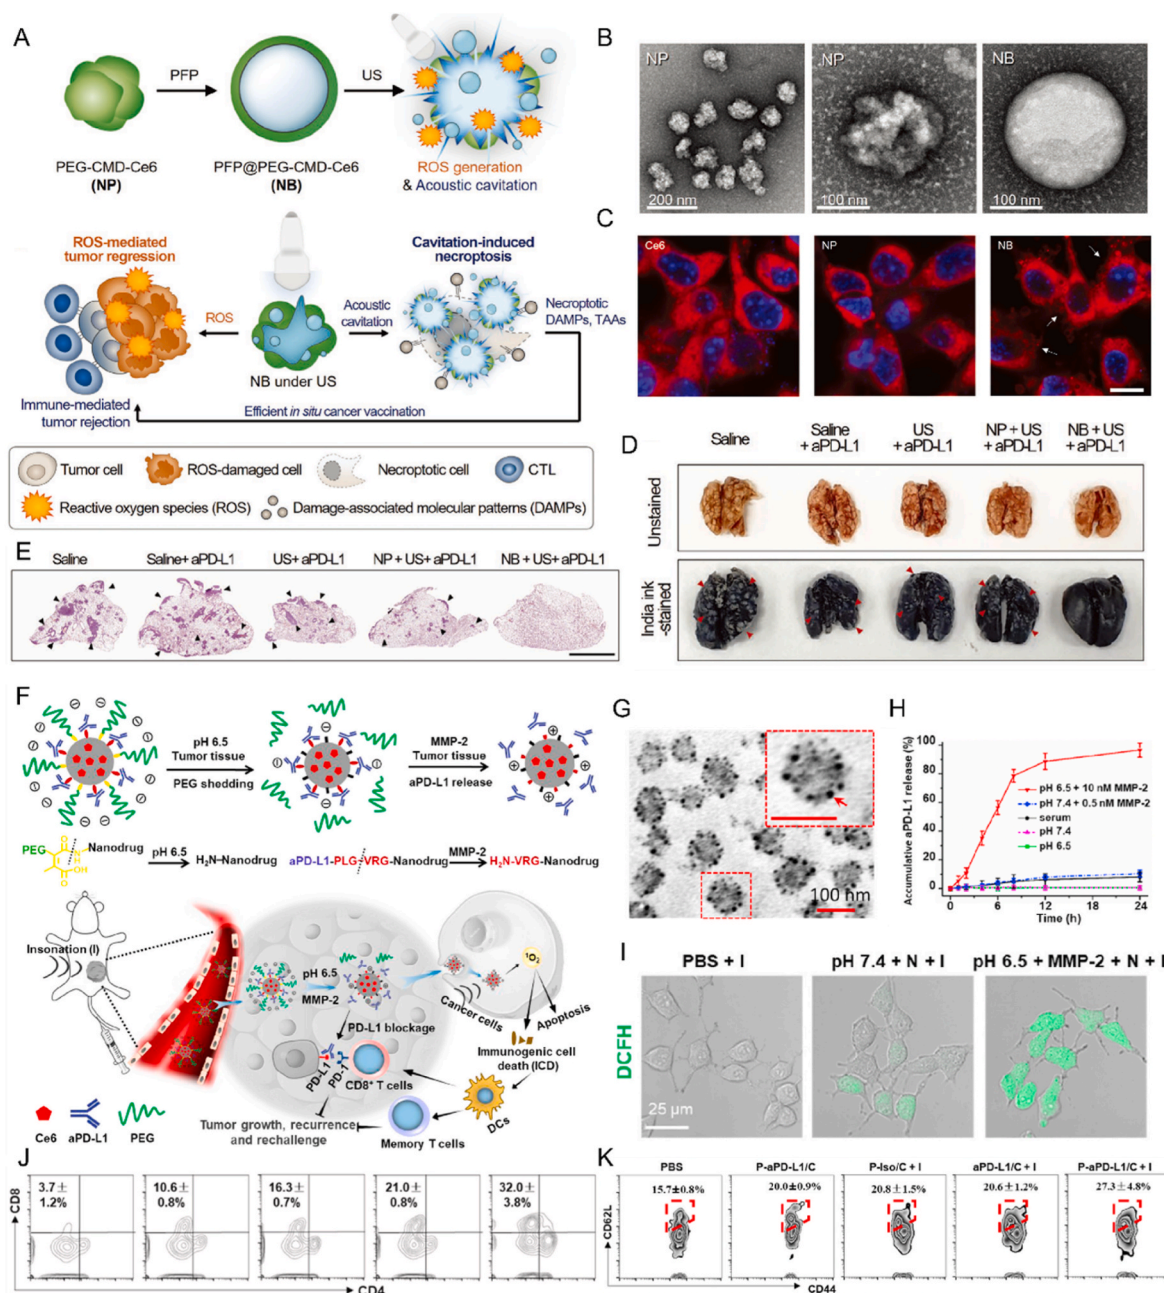 A
PFP
US
PEG-CMD-Ce6
(NP)
PFP@PEG-CMD-Ce6
(NB)
ROS generation
& Acoustic cavitation
ROS-mediated
tumor regression
Cavitation-induced
necroptosis
ROS
Acoustic
cavitation
Necroptotic
DAMPs, TAAs
NB under US
Immune-mediated
tumor rejection
Efficient in situ cancer vaccination
Tumor cell
ROS-damaged cell
Necroptotic cell
CTL
Reactive oxygen species (ROS)
Damage-associated molecular patterns (DAMPs)
B
NP
200 nm
NP
100 nm
NB
100 nm
C
Ce6
NP
NB
D
Saline
Saline
+ aPD-L1
US
+ aPD-L1
NP + US
+ aPD-L1
NB + US
+ aPD-L1
Unstained
India ink
-stained
E
Saline
Saline+ aPD-L1
US+ aPD-L1
NP + US+ aPD-L1
NB + US+ aPD-L1
F
pH 6.5
Tumor tissue
PEG shedding
MMP-2
Tumor tissue
aPD-L1 release
PEG
O
O
OH
Nanodrug
pH 6.5
H₂N–Nanodrug
aPD-L1-PLG-VRG-Nanodrug
MMP-2
H₂N-VRG-Nanodrug
Insonation (I)
pH 6.5
MMP-2
¹O₂
Cancer cells
Apoptosis
PD-L1 blockage
Immunogenic cell
death (ICD)
PD-L1
PD-1
CD8⁺ T cells
DCs
Tumor growth, recurrence
and rechallenge
Memory T cells
Ce6
aPD-L1
PEG
G
100 nm
H
Accumulative aPD-L1 release (%)
100
80
60
40
20
0
pH 6.5 + 10 nM MMP-2
pH 7.4 + 0.5 nM MMP-2
serum
pH 7.4
pH 6.5
0
6
12
18
24
Time (h)
I
PBS + I
pH 7.4 + N + I
pH 6.5 + MMP-2 + N + I
DCFH
25 µm
J
CD8
3.7 ±
1.2%
10.6 ±
0.8%
16.3 ±
0.7%
21.0 ±
0.8%
32.0 ±
3.8%
CD4
K
PBS
P-aPD-L1/C
P-Iso/C + I
aPD-L1/C + I
P-aPD-L1/C + I
15.7±0.8%
20.0±0.9%
20.8 ± 1.5%
20.6 ± 1.2%
27.3 ± 4.8%
CD62L
CD44